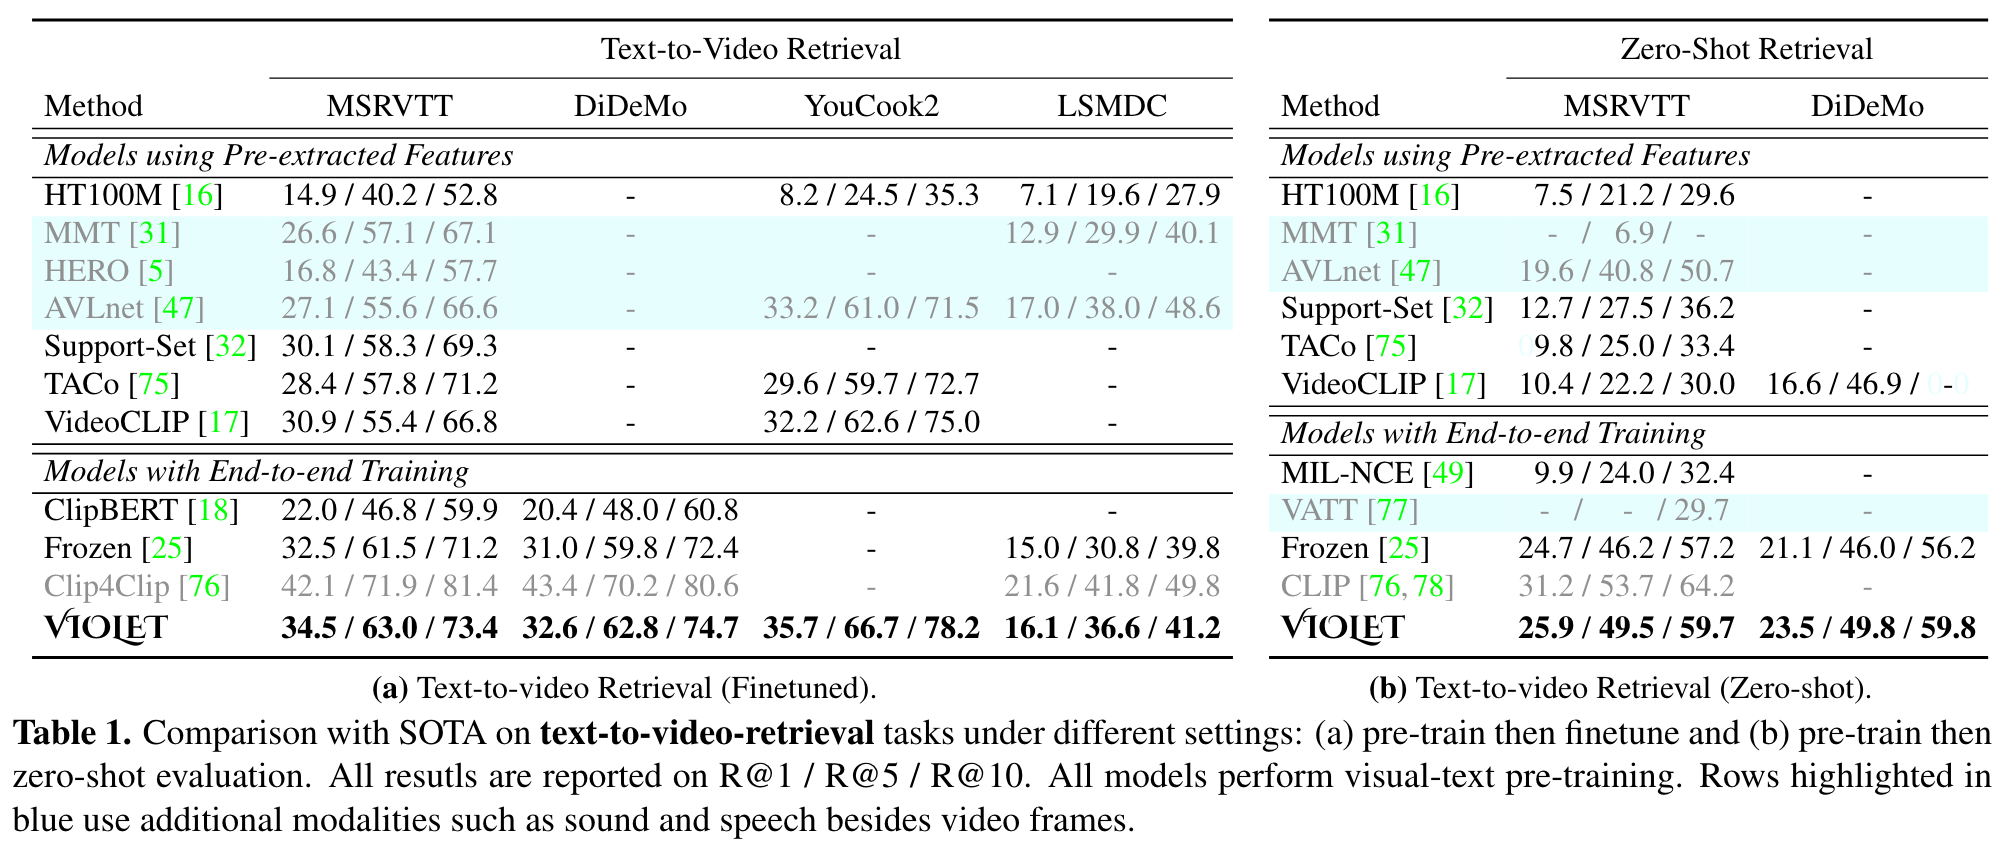 Text-to-Video Retrieval
Method MSRVTT DiDeMo YouCook2 LSMDC
Models using Pre-extracted Features
HT100M [16] 14.9 / 40.2 / 52.8 - 8.2 / 24.5 / 35.3 7.1 / 19.6 / 27.9
MMT [31] 26.6 / 57.1 / 67.1 - - 12.9 / 29.9 / 40.1
HERO [5] 16.8 / 43.4 / 57.7 - - -
AVLnet [47] 27.1 / 55.6 / 66.6 - 33.2 / 61.0 / 71.5 17.0 / 38.0 / 48.6
Support-Set [32] 30.1 / 58.3 / 69.3 - - -
TACo [75] 28.4 / 57.8 / 71.2 - 29.6 / 59.7 / 72.7 -
VideoCLIP [17] 30.9 / 55.4 / 66.8 - 32.2 / 62.6 / 75.0 -
Models with End-to-end Training
ClipBERT [18] 22.0 / 46.8 / 59.9 20.4 / 48.0 / 60.8 - -
Frozen [25] 32.5 / 61.5 / 71.2 31.0 / 59.8 / 72.4 - 15.0 / 30.8 / 39.8
Clip4Clip [76] 42.1 / 71.9 / 81.4 43.4 / 70.2 / 80.6 - 21.6 / 41.8 / 49.8
VIOLET 34.5 / 63.0 / 73.4 32.6 / 62.8 / 74.7 35.7 / 66.7 / 78.2 16.1 / 36.6 / 41.2
(a) Text-to-video Retrieval (Finetuned).
Zero-Shot Retrieval
Method MSRVTT DiDeMo
Models using Pre-extracted Features
HT100M [16] 7.5 / 21.2 / 29.6 -
MMT [31] - / 6.9 / - -
AVLnet [47] 19.6 / 40.8 / 50.7 -
Support-Set [32] 12.7 / 27.5 / 36.2 -
TACo [75] 09.8 / 25.0 / 33.4 -
VideoCLIP [17] 10.4 / 22.2 / 30.0 16.6 / 46.9 / 0-0
Models with End-to-end Training
MIL-NCE [49] 9.9 / 24.0 / 32.4 -
VATT [77] - / - / 29.7 -
Frozen [25] 24.7 / 46.2 / 57.2 21.1 / 46.0 / 56.2
CLIP [76, 78] 31.2 / 53.7 / 64.2 -
VIOLET 25.9 / 49.5 / 59.7 23.5 / 49.8 / 59.8
(b) Text-to-video Retrieval (Zero-shot).
Table 1. Comparison with SOTA on text-to-video-retrieval tasks under different settings: (a) pre-train then finetune and (b) pre-train then
zero-shot evaluation. All resutls are reported on R@1 / R@5 / R@10. All models perform visual-text pre-training. Rows highlighted in
blue use additional modalities such as sound and speech besides video frames.